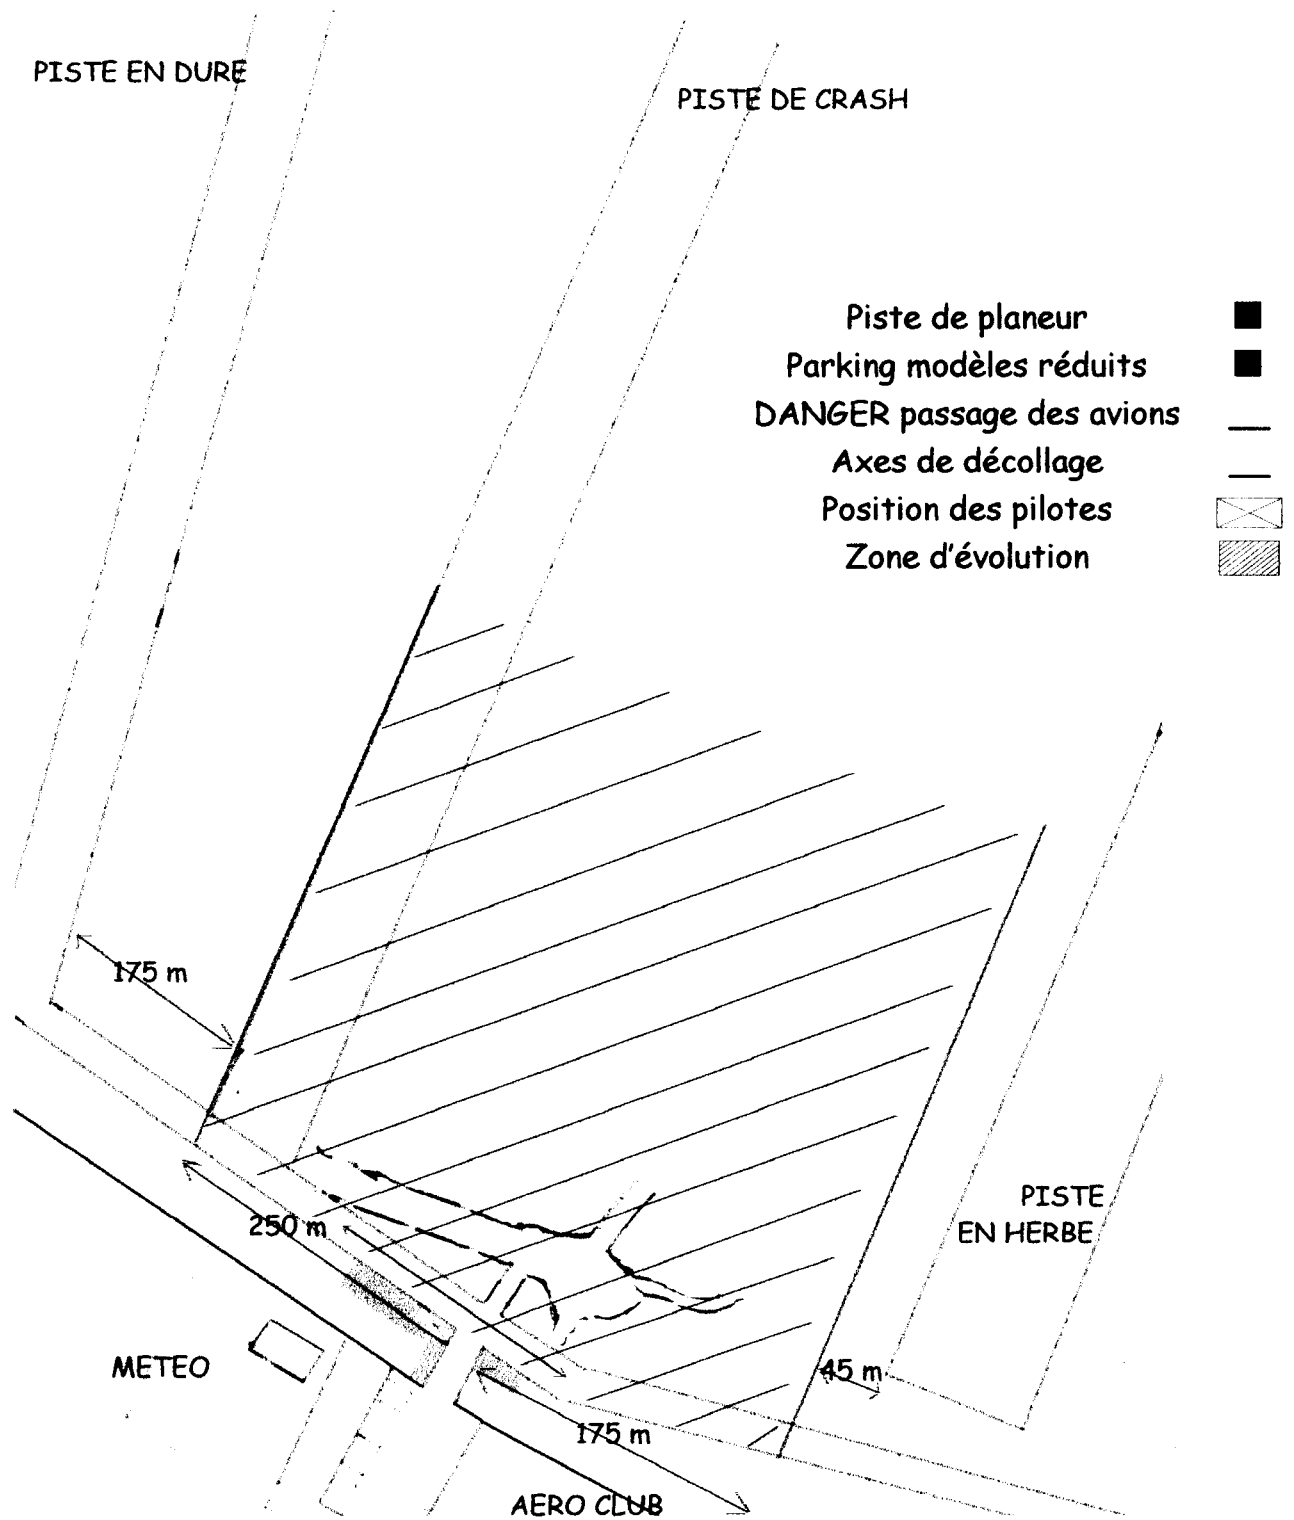 PISTE EN DURE
PISTE DE CRASH
Piste de planeur
Parking modèles réduits
DANGER passage des avions
Axes de décollage
Position des pilotes
Zone d'évolution
175 m
250 m
PISTE
EN HERBE
METEO
45 m
175 m
AERO CLUB